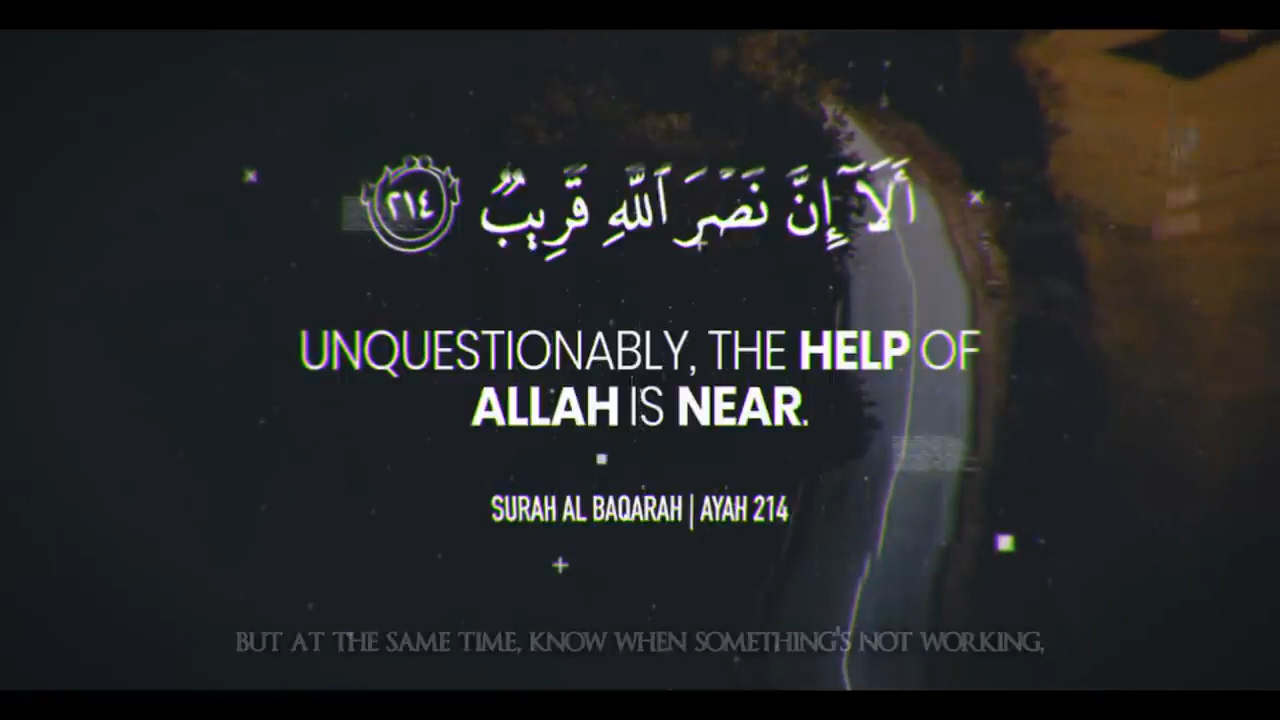 أَلَآ إِنَّ نَصْرَ ٱللَّهِ قَرِيبٌ ٢١٤
UNQUESTIONABLY, THE HELP OF
ALLAH IS NEAR.
SURAH AL BAQARAH | AYAH 214
BUT AT THE SAME TIME, KNOW WHEN SOMETHING'S NOT WORKING,